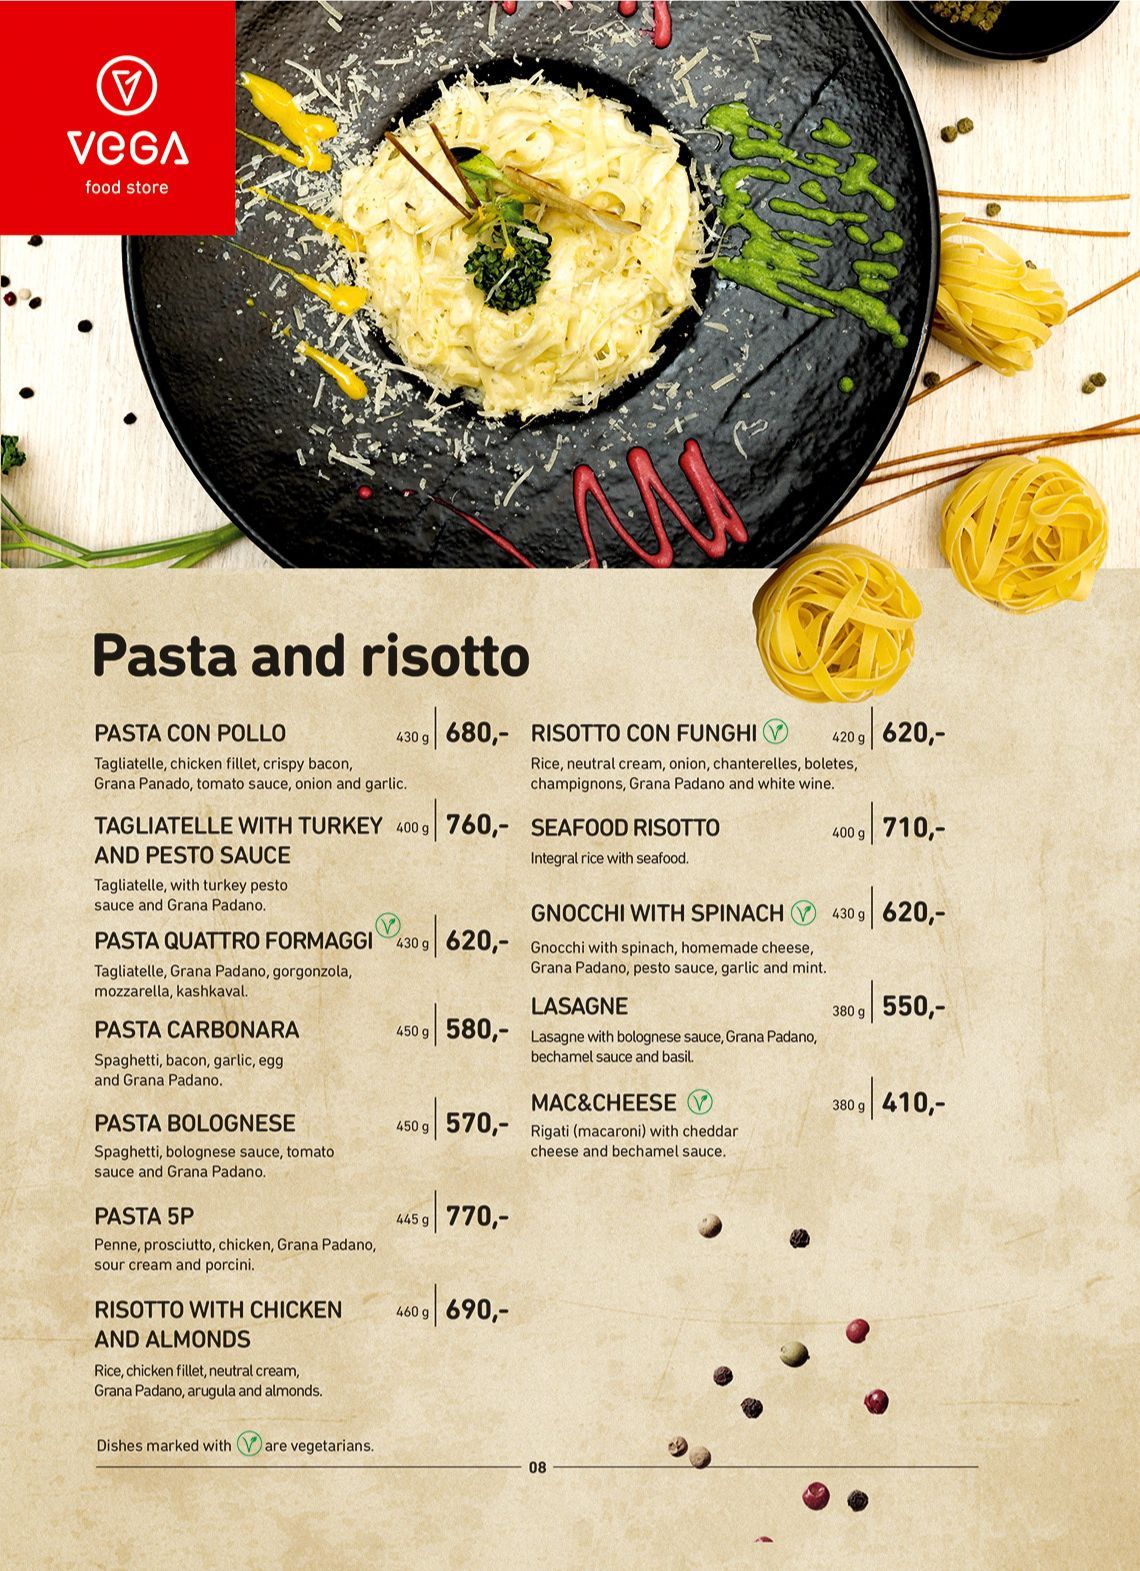 VEGA
food store
Pasta and risotto
PASTA CON POLLO 430 g 680,-
Tagliatelle, chicken fillet, crispy bacon,
Grana Panado, tomato sauce, onion and garlic.
TAGLIATELLE WITH TURKEY 400 g 760,-
AND PESTO SAUCE
Tagliatelle, with turkey pesto
sauce and Grana Padano.
PASTA QUATTRO FORMAGGI V 430 g 620,-
Tagliatelle, Grana Padano, gorgonzola,
mozzarella, kashkaval.
PASTA CARBONARA 450 g 580,-
Spaghetti, bacon, garlic, egg
and Grana Padano.
PASTA BOLOGNESE 450 g 570,-
Spaghetti, bolognese sauce, tomato
sauce and Grana Padano.
PASTA 5P 445 g 770,-
Penne, prosciutto, chicken, Grana Padano,
sour cream and porcini.
RISOTTO WITH CHICKEN 460 g 690,-
AND ALMONDS
Rice, chicken fillet, neutral cream,
Grana Padano, arugula and almonds.
RISOTTO CON FUNGHI V 420 g 620,-
Rice, neutral cream, onion, chanterelles, boletes,
champignons, Grana Padano and white wine.
SEAFOOD RISOTTO 400 g 710,-
Integral rice with seafood.
GNOCCHI WITH SPINACH V 430 g 620,-
Gnocchi with spinach, homemade cheese,
Grana Padano, pesto sauce, garlic and mint.
LASAGNE 380 g 550,-
Lasagne with bolognese sauce, Grana Padano,
bechamel sauce and basil.
MAC&CHEESE V 380 g 410,-
Rigati (macaroni) with cheddar
cheese and bechamel sauce.
Dishes marked with V are vegetarians.
08